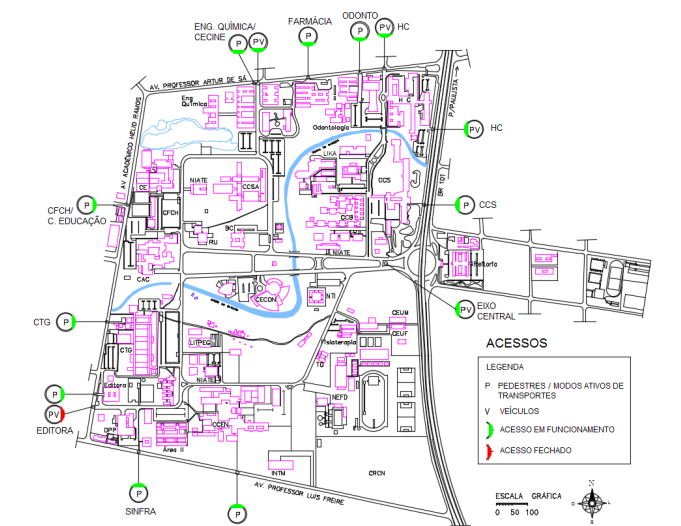 ODONTO
FARMÁCIA
ENG. QUÍMICA/
CECINE
P
PV
P
P
PV
HC
AV. PROFESSOR ARTUR DE SÁ
P/PAULISTA
Eng
Química
H C
Odontologia
PV
HC
AV. ACADÊMICO HÉLIO RAMOS
LIKA
CE
NIATE
CCSA
CCS
BR 101
P
CCS
P
CFCH/
C. EDUCAÇÃO
CFCH
CCB
RU
BC
NIATE
Reitoria
CAC
CECON
NTI
PV
EIXO
CENTRAL
CTG
P
CEUM
CEUF
CTG
LITPEG
Fisioterapia
TO
ACESSOS
LEGENDA
P PEDESTRES / MODOS ATIVOS DE
TRANSPORTES
V VEÍCULOS
ACESSO EM FUNCIONAMENTO
ACESSO FECHADO
NIATE
Editora
P
PV
EDITORA
NEFD
CCEN
DPP
Área II
INTM
CRCN
P
SINFRA
P
AV. PROFESSOR LUIS FREIRE
ESCALA GRÁFICA
0 50 100